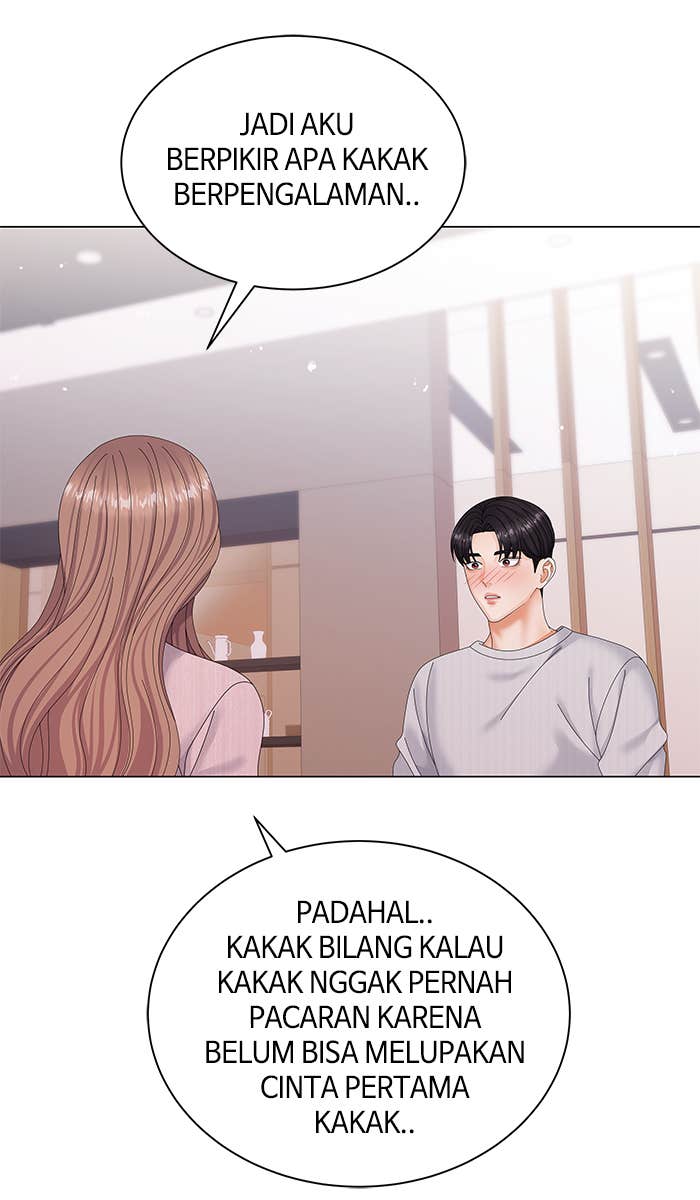 JADI AKU
BERPIKIR APA KAKAK
BERPENGALAMAN..
PADAHAL..
KAKAK BILANG KALAU
KAKAK NGGAK PERNAH
PACARAN KARENA
BELUM BISA MELUPAKAN
CINTA PERTAMA
KAKAK..